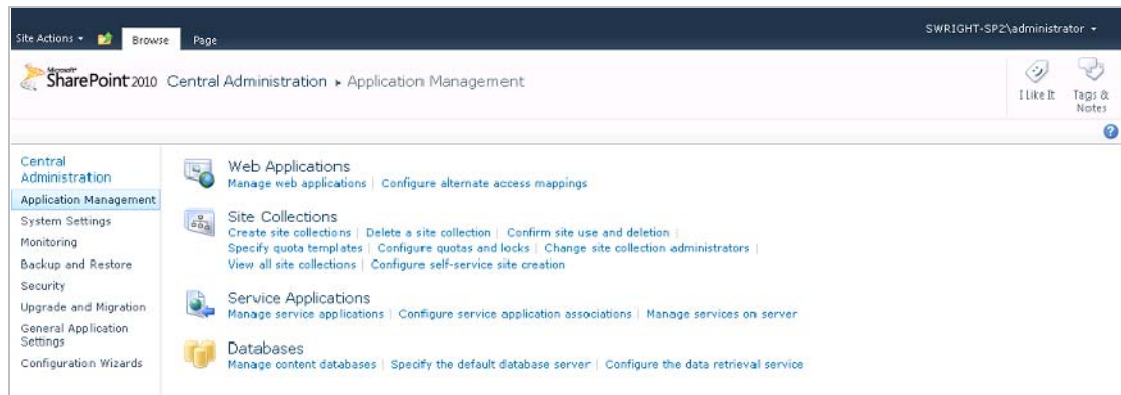 SWRIGHT-SP2\administrator
Site Actions Browse Page
Microsoft
SharePoint 2010 Central Administration ▸ Application Management
I Like It Tags &
Notes
Central
Administration
Application Management
System Settings
Monitoring
Backup and Restore
Security
Upgrade and Migration
General Application
Settings
Configuration Wizards
Web Applications
Manage web applications | Configure alternate access mappings
Site Collections
Create site collections | Delete a site collection | Confirm site use and deletion |
Specify quota templates | Configure quotas and locks | Change site collection administrators |
View all site collections | Configure self-service site creation
Service Applications
Manage service applications | Configure service application associations | Manage services on server
Databases
Manage content databases | Specify the default database server | Configure the data retrieval service